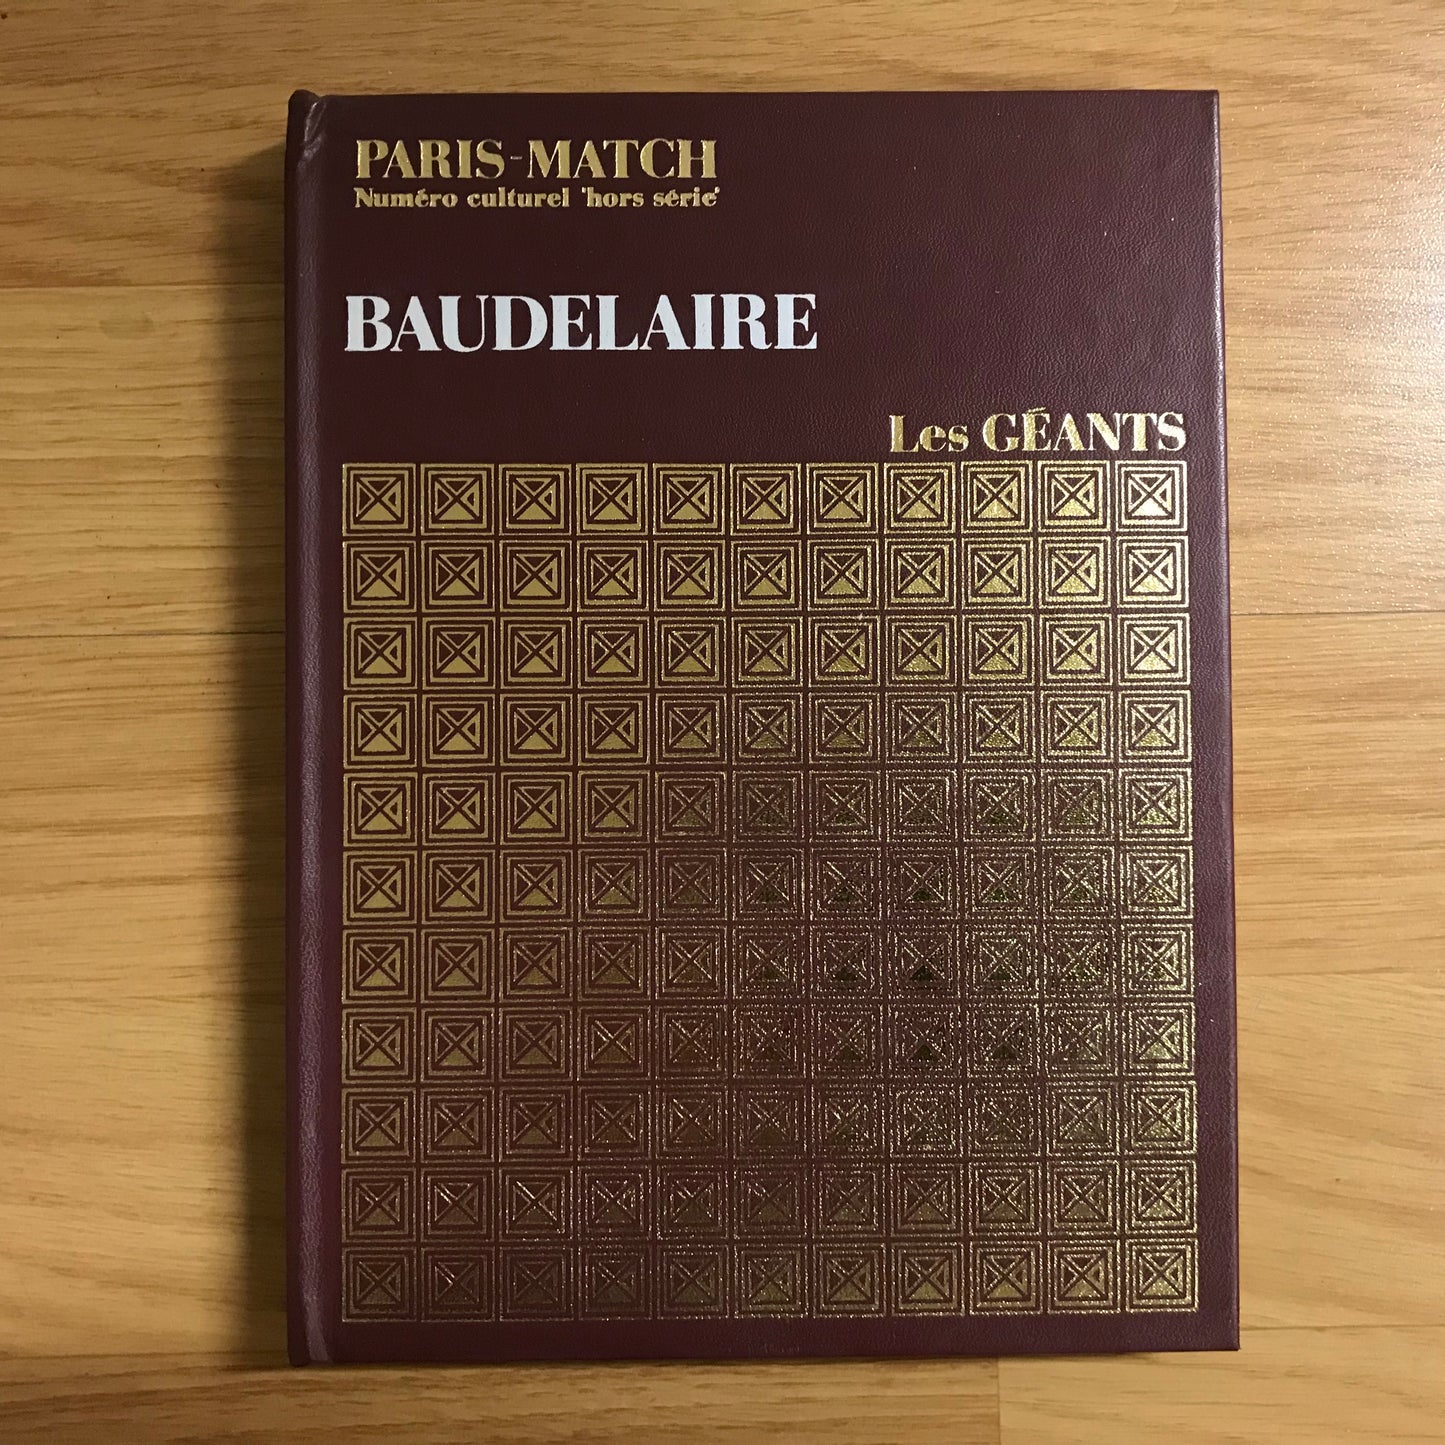 PARIS-MATCH
Numéro culturel 'hors série'
BAUDELAIRE
Les GÉANTS